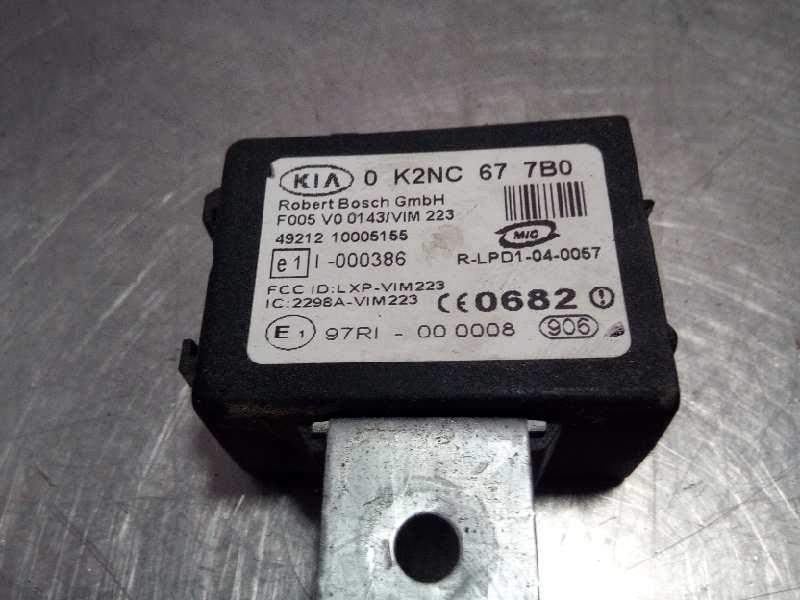 KIA 0 K2NC 67 7B0
Robert Bosch GmbH
F005 V0 0143/VIM 223
49212 10005155
MIC
e1 I -000386 R-LPD1-04-0057
FCC ID:LXP-VIM223
IC:2298A-VIM223 CE0682
E1 97RI - 00 0008 906